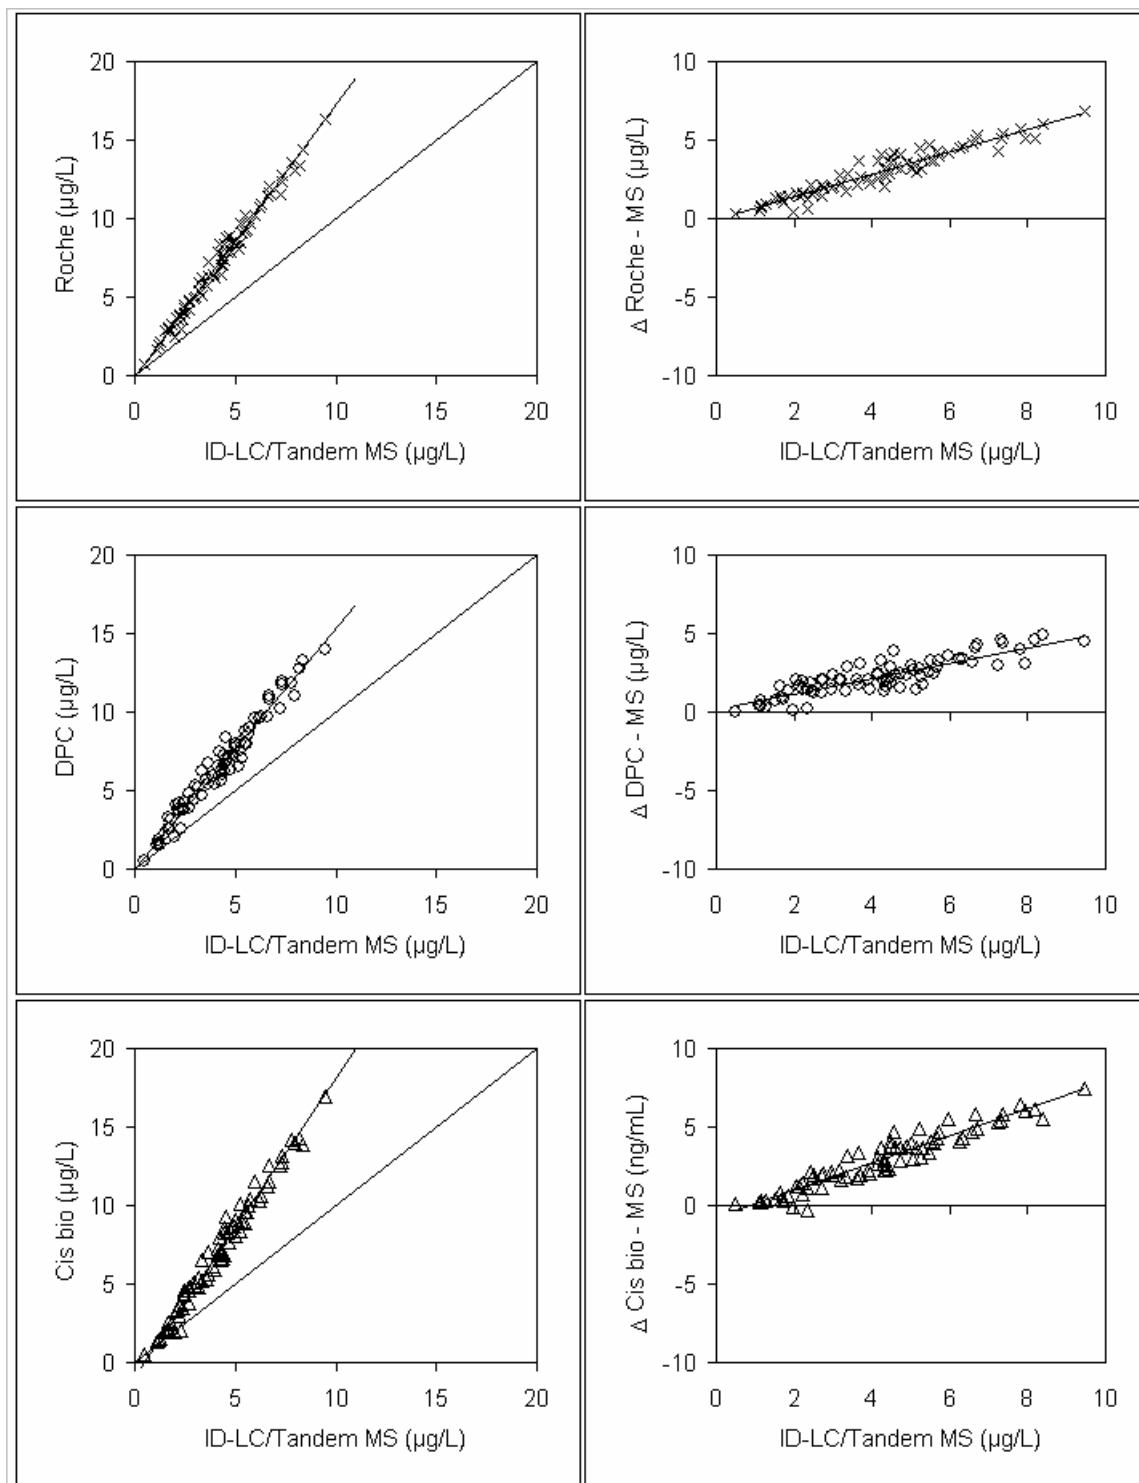 20
15
10
5
0
Roche (µg/L)
0 5 10 15 20
ID-LC/Tandem MS (µg/L)
10
5
0
-5
-10
Δ Roche - MS (µg/L)
0 2 4 6 8 10
ID-LC/Tandem MS (µg/L)
20
15
10
5
0
DPC (µg/L)
0 5 10 15 20
ID-LC/Tandem MS (µg/L)
10
5
0
-5
-10
Δ DPC - MS (µg/L)
0 2 4 6 8 10
ID-LC/Tandem MS (µg/L)
20
15
10
5
0
Cis bio (µg/L)
0 5 10 15 20
ID-LC/Tandem MS (µg/L)
10
5
0
-5
-10
Δ Cis bio - MS (ng/mL)
0 2 4 6 8 10
ID-LC/Tandem MS (µg/L)